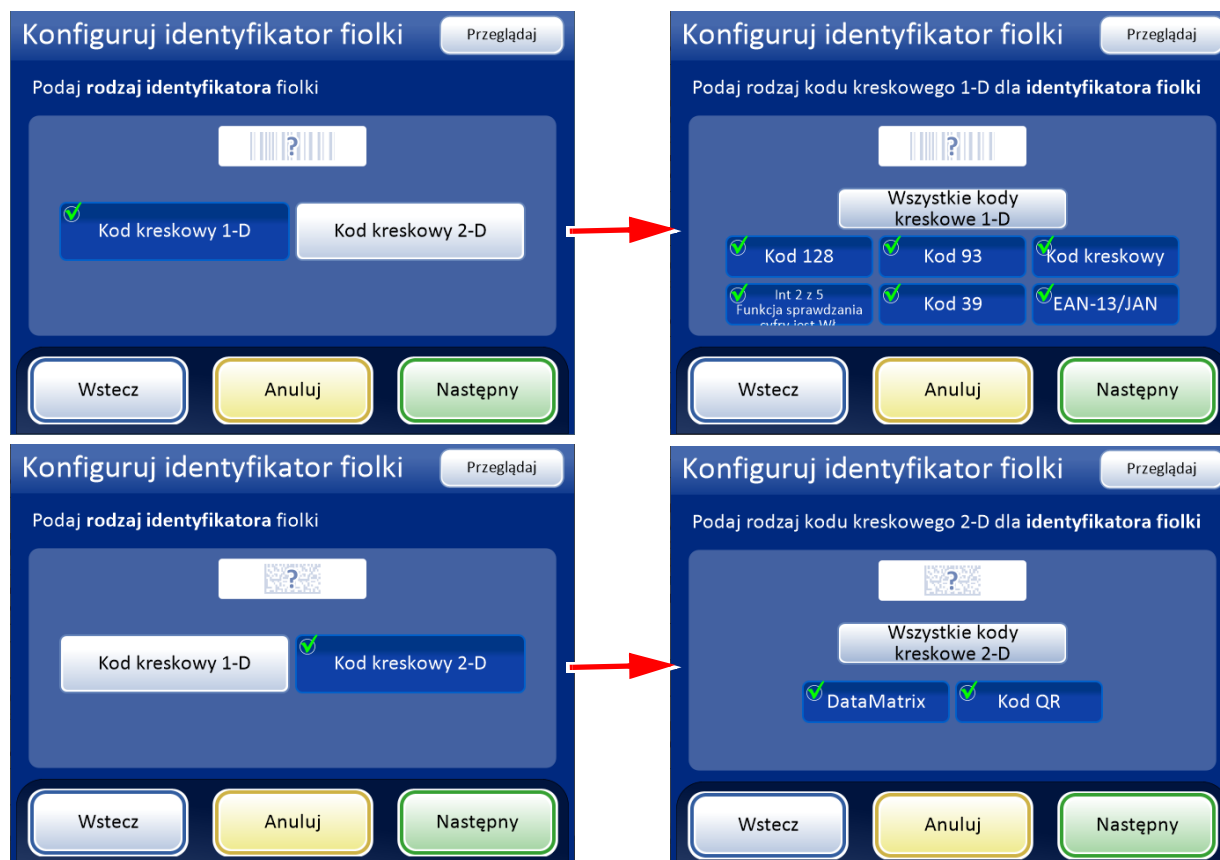 Konfiguruj identyfikator fiolki
Przeglądaj
Podaj rodzaj identyfikatora fiolki
?
Kod kreskowy 1-D
Kod kreskowy 2-D
Wstecz
Anuluj
Następny
Konfiguruj identyfikator fiolki
Przeglądaj
Podaj rodzaj kodu kreskowego 1-D dla identyfikatora fiolki
?
Wszystkie kody
kreskowe 1-D
Kod 128
Kod 93
Kod kreskowy
Int 2 z 5
Funkcja sprawdzania
cyfry jest Wł
Kod 39
EAN-13/JAN
Wstecz
Anuluj
Następny
Konfiguruj identyfikator fiolki
Przeglądaj
Podaj rodzaj identyfikatora fiolki
?
Kod kreskowy 1-D
Kod kreskowy 2-D
Wstecz
Anuluj
Następny
Konfiguruj identyfikator fiolki
Przeglądaj
Podaj rodzaj kodu kreskowego 2-D dla identyfikatora fiolki
?
Wszystkie kody
kreskowe 2-D
DataMatrix
Kod QR
Wstecz
Anuluj
Następny